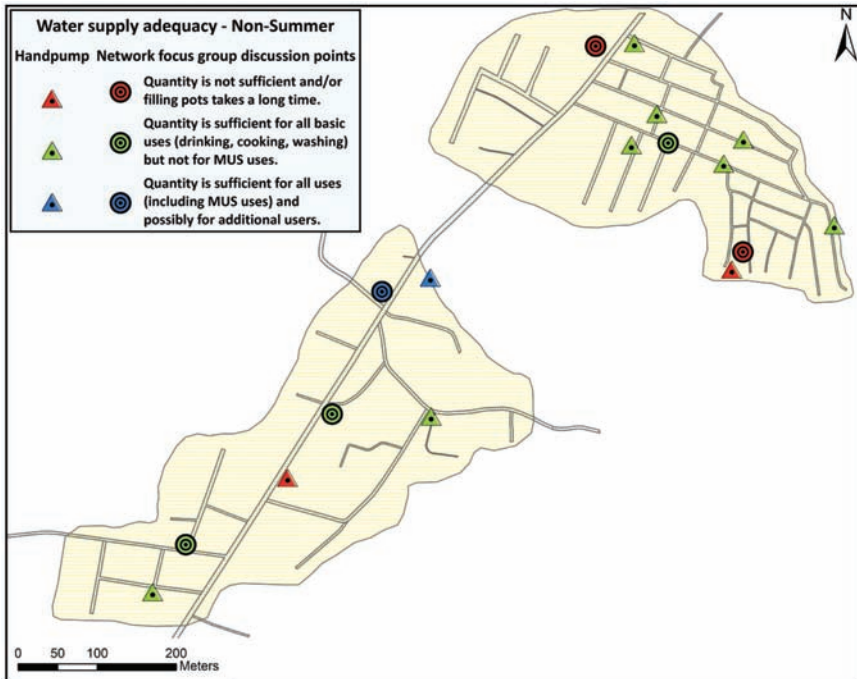 Water supply adequacy - Non-Summer
Handpump Network focus group discussion points
Quantity is not sufficient and/or
filling pots takes a long time.
Quantity is sufficient for all basic
uses (drinking, cooking, washing)
but not for MUS uses.
Quantity is sufficient for all uses
(including MUS uses) and
possibly for additional users.
N
0 50 100 200
Meters